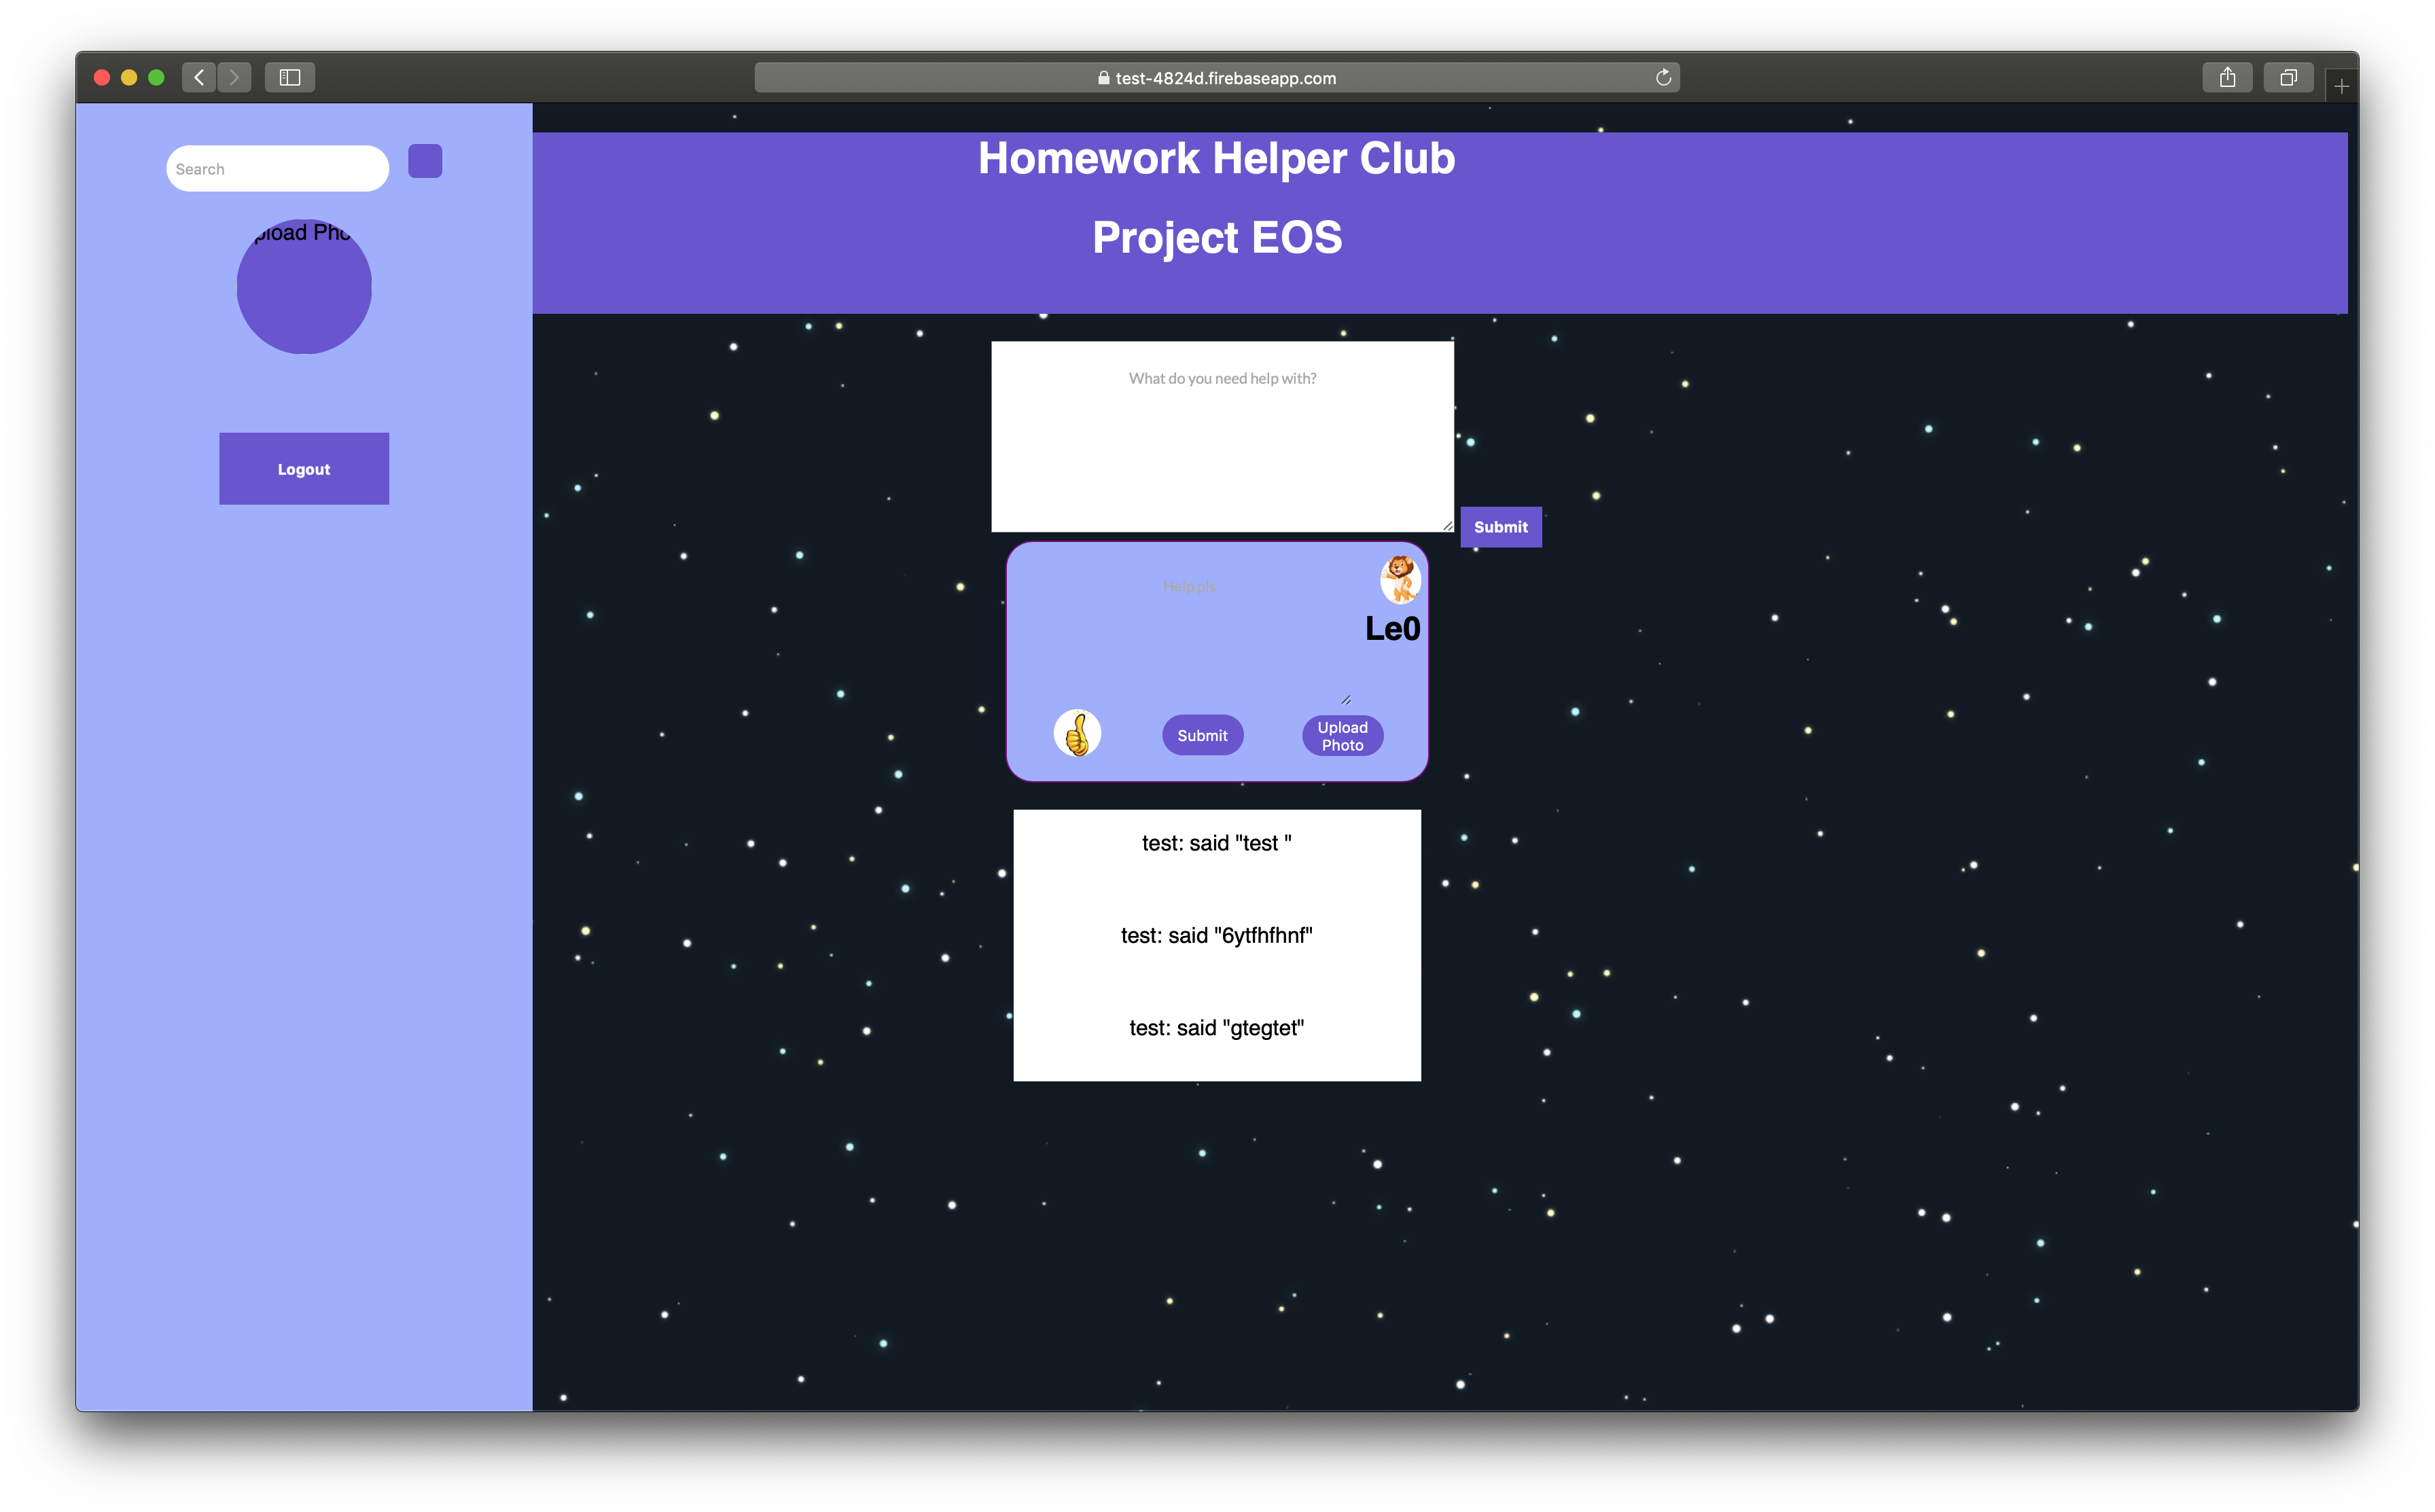 test-4824d.firebaseapp.com
Search
pload Pho
Logout
Homework Helper Club
Project EOS
What do you need help with?
Submit
Help pls
Le0
Submit
Upload
Photo
test: said "test "
test: said "6ytfhfhnf"
test: said "gtegtet"